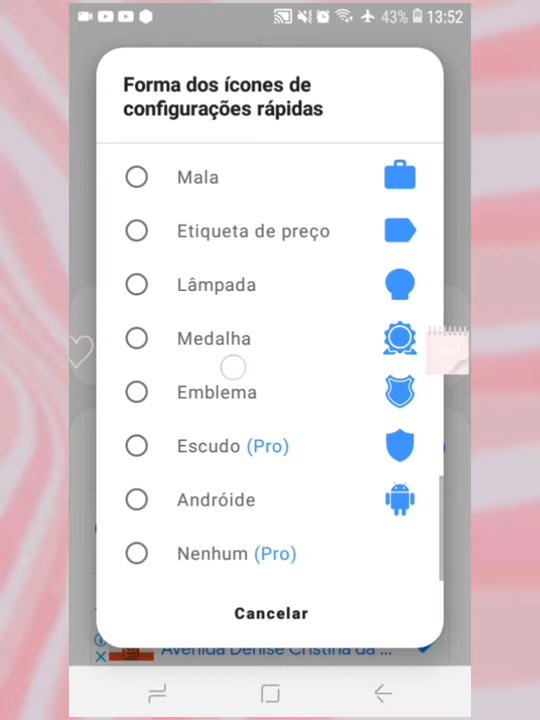 43% 13:52
Forma dos ícones de
configurações rápidas
Mala
Etiqueta de preço
Lâmpada
Medalha
Emblema
Escudo (Pro)
Andróide
Nenhum (Pro)
Cancelar
Avenida Denise Cristina da ...